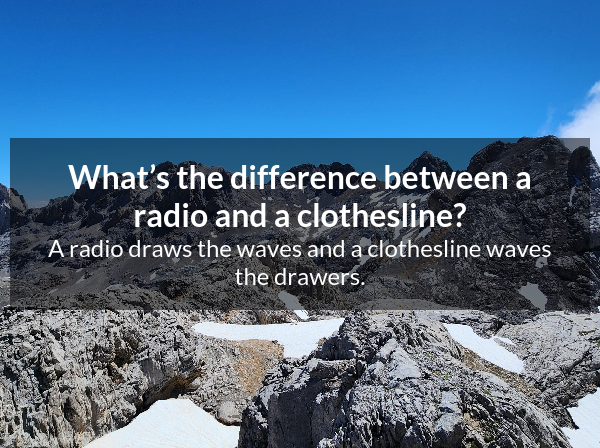 What’s the difference between a
radio and a clothesline?
A radio draws the waves and a clothesline waves
the drawers.